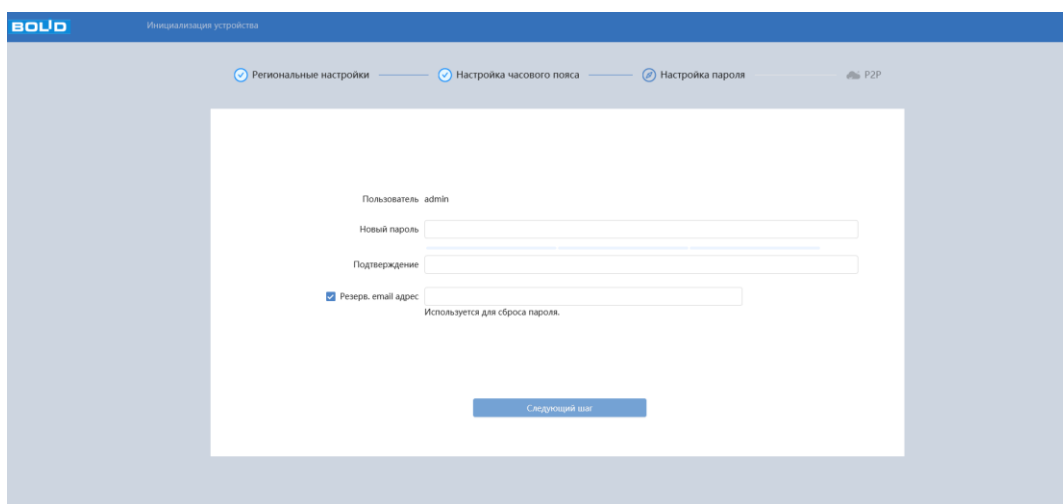 BOLID
Инициализация устройства
Региональные настройки
Настройка часового пояса
Настройка пароля
P2P
Пользователь admin
Новый пароль
Подтверждение
Резерв. email адрес
Используется для сброса пароля.
Следующий шаг